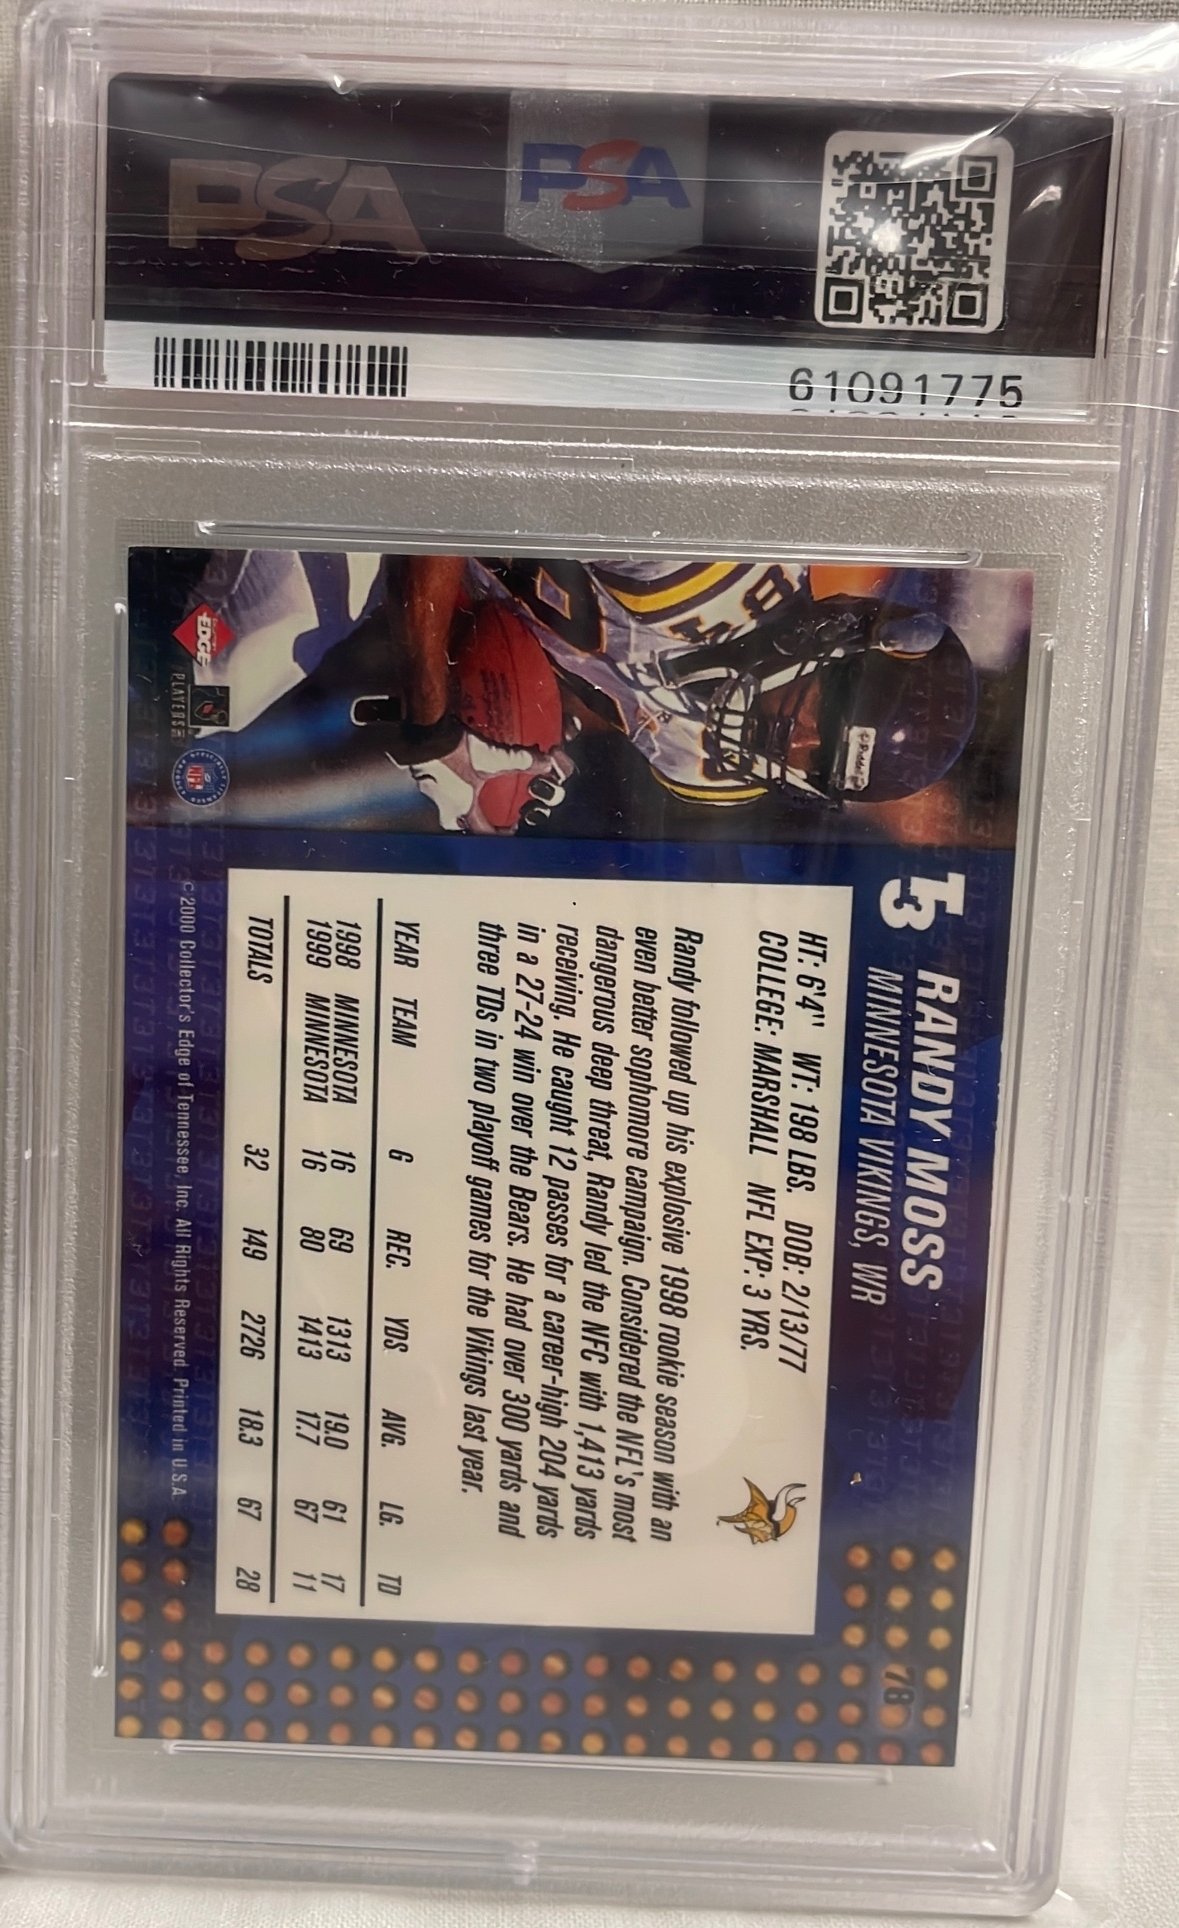 PSA
PSA
61091775
84
Riddell
EDGE
PLAYERS INC
NFL
T3
RANDY MOSS
MINNESOTA VIKINGS, WR
78
HT: 6'4" WT: 198 LBS. DOB: 2/13/77
COLLEGE: MARSHALL NFL EXP: 3 YRS.
Randy followed up his explosive 1998 rookie season with an
even better sophomore campaign. Considered the NFL's most
dangerous deep threat, Randy led the NFC with 1,413 yards
receiving. He caught 12 passes for a career-high 204 yards
in a 27-24 win over the Bears. He had over 300 yards and
three TDs in two playoff games for the Vikings last year.
YEAR TEAM G REC. YDS. AVG. LG. TD
1998 MINNESOTA 16 69 1313 19.0 61 17
1999 MINNESOTA 16 80 1413 17.7 67 11
TOTALS 32 149 2726 18.3 67 28
©2000 Collector's Edge of Tennessee, Inc. All Rights Reserved. Printed in U.S.A.